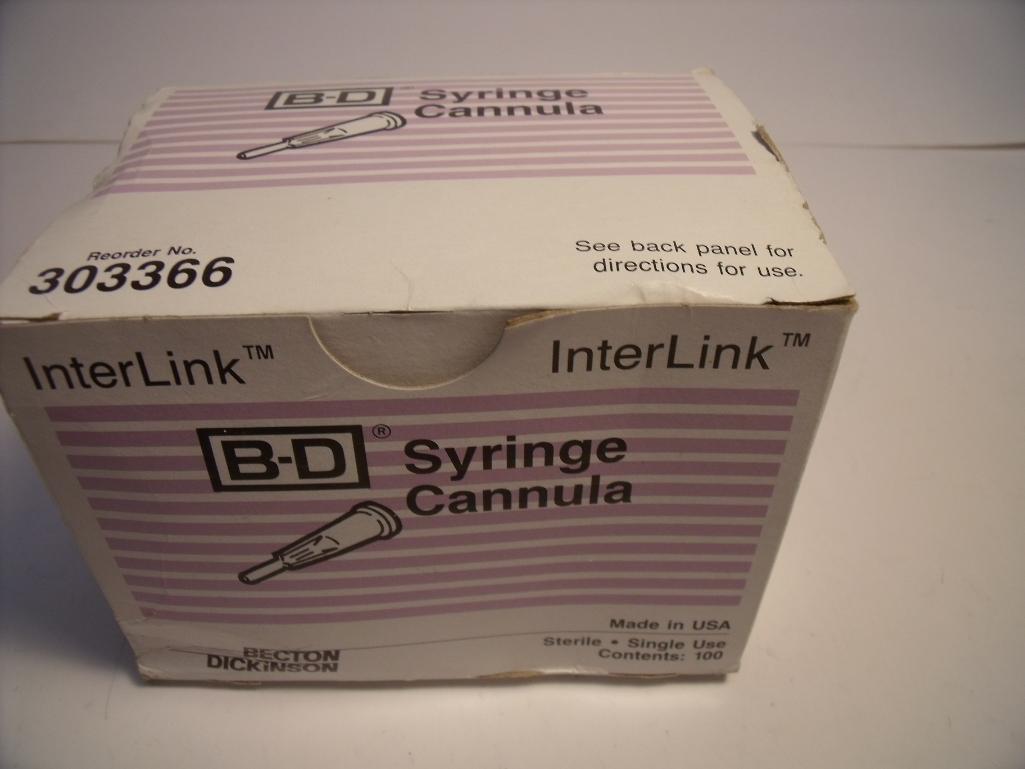 B-D
Syringe
Cannula
Reorder No.
303366
See back panel for
directions for use.
InterLink™
InterLink™
B-D®
Syringe
Cannula
Made in USA
Sterile • Single Use
Contents: 100
BECTON
DICKINSON